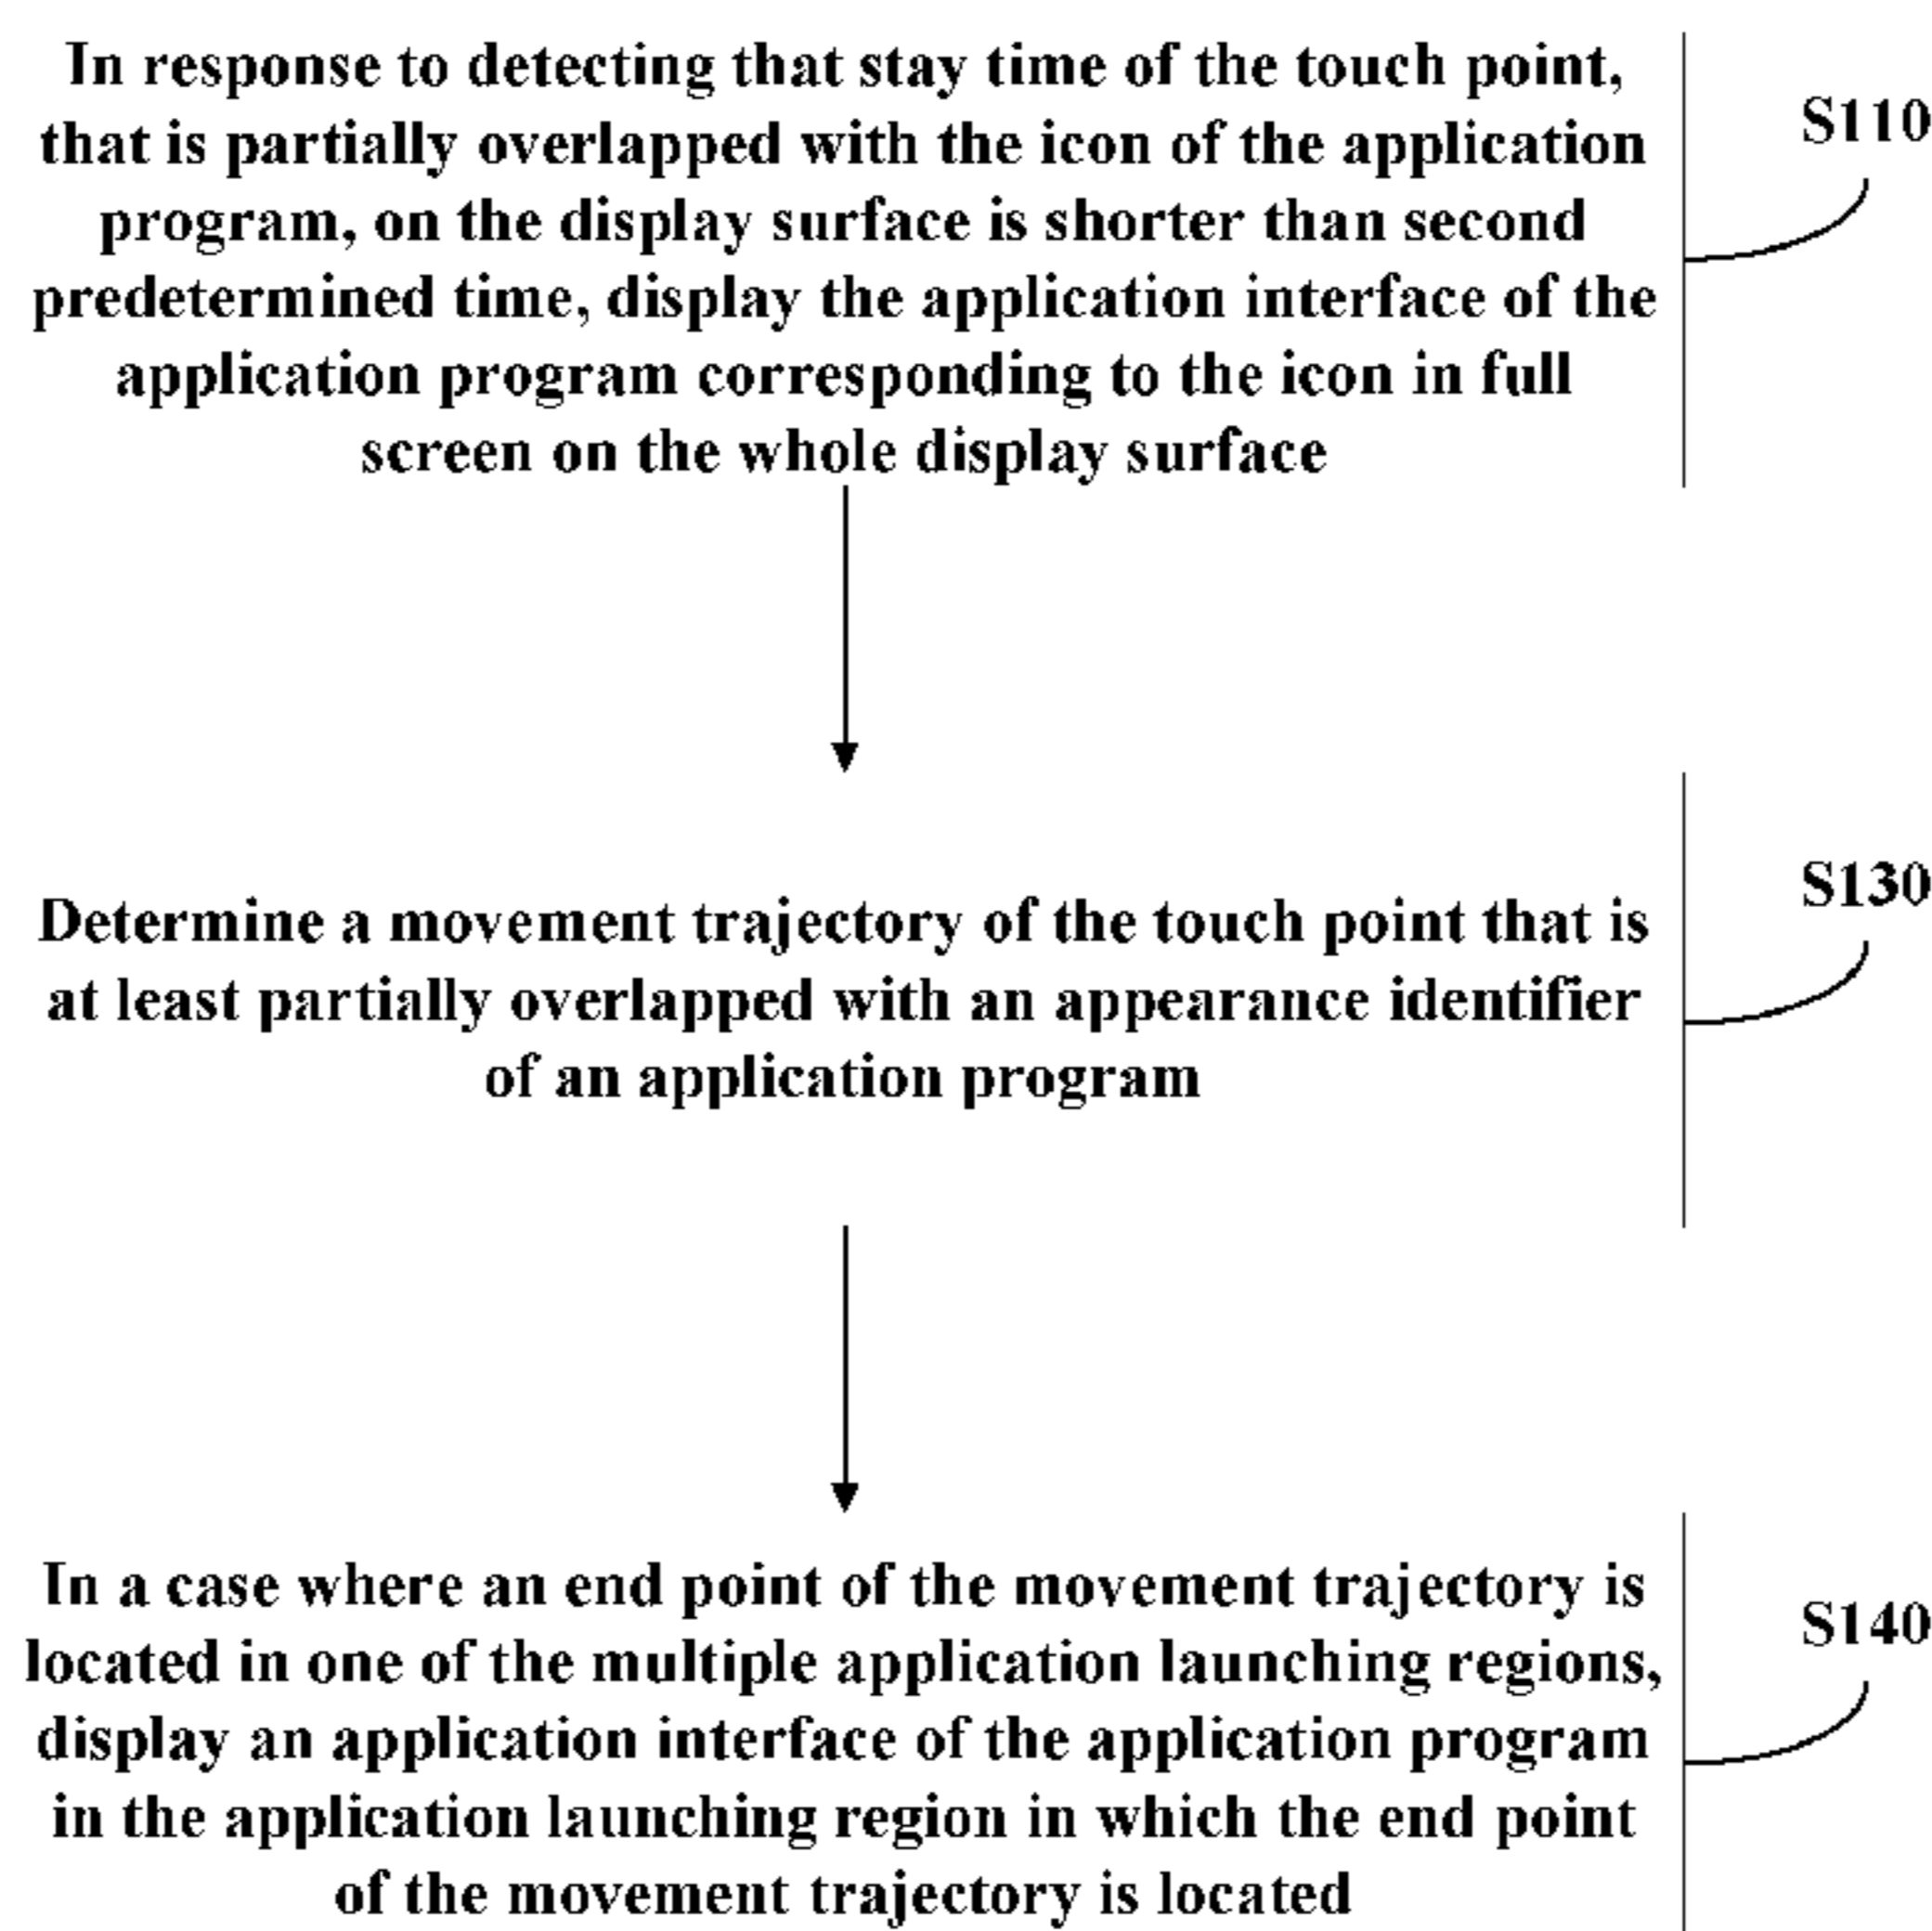 In response to detecting that stay time of the touch point,
that is partially overlapped with the icon of the application
program, on the display surface is shorter than second
predetermined time, display the application interface of the
application program corresponding to the icon in full
screen on the whole display surface
S110
Determine a movement trajectory of the touch point that is
at least partially overlapped with an appearance identifier
of an application program
S130
In a case where an end point of the movement trajectory is
located in one of the multiple application launching regions,
display an application interface of the application program
in the application launching region in which the end point
of the movement trajectory is located
S140